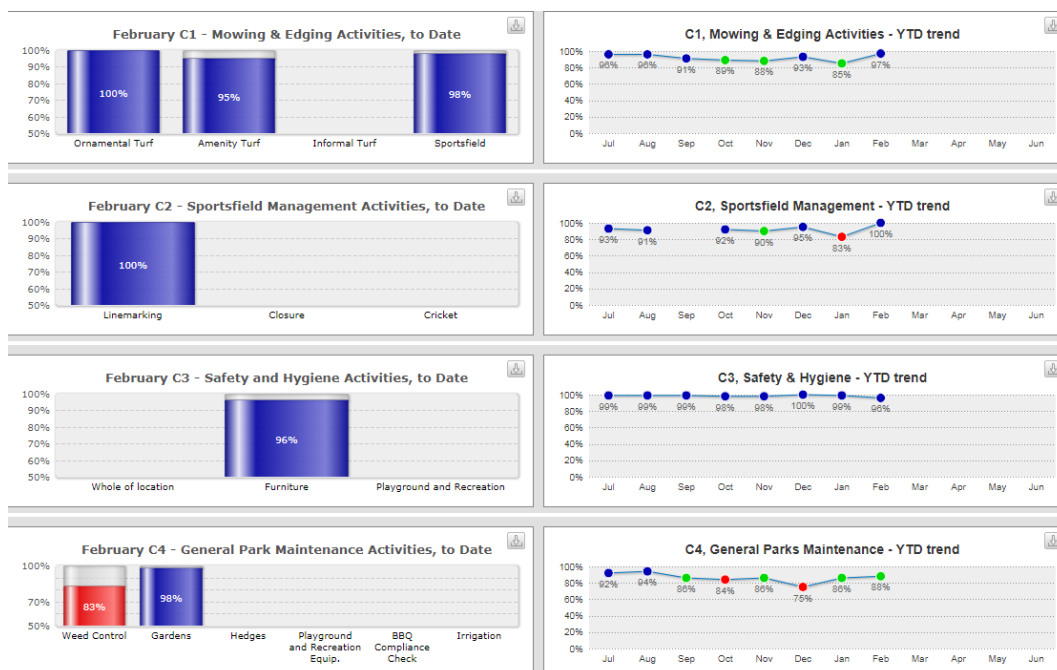 February C1 - Mowing & Edging Activities, to Date
100%
90%
80%
70%
60%
50%
100%
95%
98%
Ornamental Turf Amenity Turf Informal Turf Sportsfield
C1, Mowing & Edging Activities - YTD trend
100%
80%
60%
40%
20%
0%
96% 96% 91% 89% 88% 93% 85% 97%
Jul Aug Sep Oct Nov Dec Jan Feb Mar Apr May Jun
February C2 - Sportsfield Management Activities, to Date
100%
90%
80%
70%
60%
50%
100%
Linemarking Closure Cricket
C2, Sportsfield Management - YTD trend
100%
80%
60%
40%
20%
0%
93% 91% 92% 90% 95% 83% 100%
Jul Aug Sep Oct Nov Dec Jan Feb Mar Apr May Jun
February C3 - Safety and Hygiene Activities, to Date
100%
90%
80%
70%
60%
50%
96%
Whole of location Furniture Playground and Recreation
C3, Safety & Hygiene - YTD trend
100%
80%
60%
40%
20%
0%
99% 99% 99% 98% 98% 100% 99% 96%
Jul Aug Sep Oct Nov Dec Jan Feb Mar Apr May Jun
February C4 - General Park Maintenance Activities, to Date
100%
70%
50%
83%
98%
Weed Control Gardens Hedges Playground BBQ Irrigation
and Recreation Compliance
Equip. Check
C4, General Parks Maintenance - YTD trend
100%
80%
60%
40%
20%
0%
92% 94% 86% 84% 86% 75% 86% 88%
Jul Aug Sep Oct Nov Dec Jan Feb Mar Apr May Jun